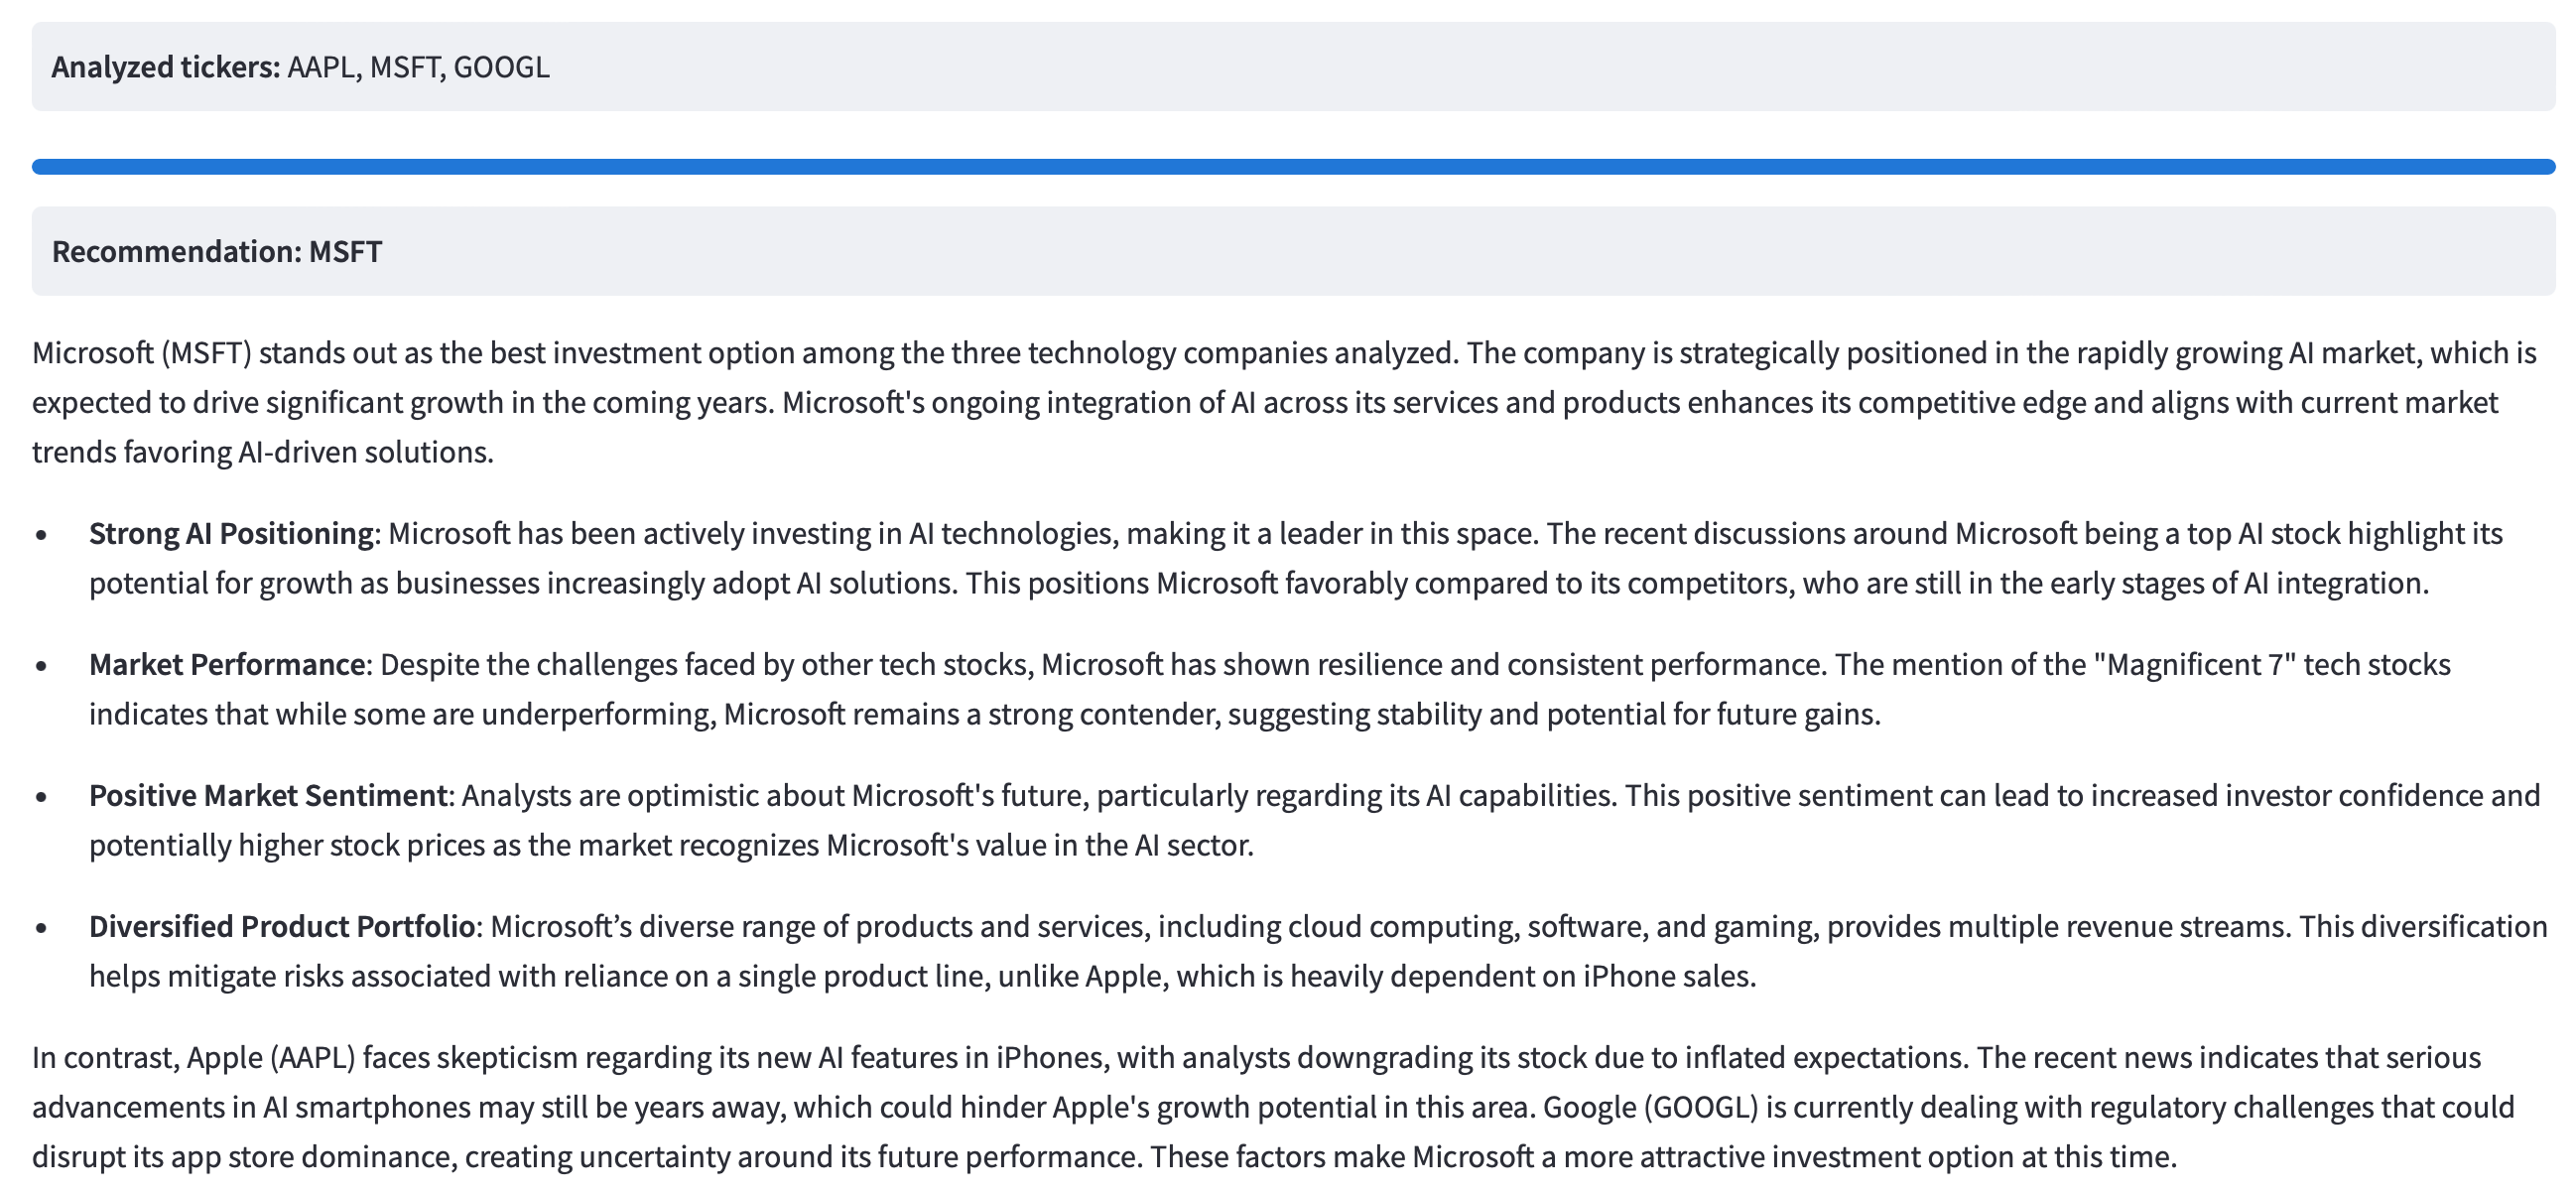 Analyzed tickers: AAPL, MSFT, GOOGL
Recommendation: MSFT
Microsoft (MSFT) stands out as the best investment option among the three technology companies analyzed. The company is strategically positioned in the rapidly growing AI market, which is
expected to drive significant growth in the coming years. Microsoft's ongoing integration of AI across its services and products enhances its competitive edge and aligns with current market
trends favoring AI-driven solutions.
• Strong AI Positioning: Microsoft has been actively investing in AI technologies, making it a leader in this space. The recent discussions around Microsoft being a top AI stock highlight its
potential for growth as businesses increasingly adopt AI solutions. This positions Microsoft favorably compared to its competitors, who are still in the early stages of AI integration.
• Market Performance: Despite the challenges faced by other tech stocks, Microsoft has shown resilience and consistent performance. The mention of the "Magnificent 7" tech stocks
indicates that while some are underperforming, Microsoft remains a strong contender, suggesting stability and potential for future gains.
• Positive Market Sentiment: Analysts are optimistic about Microsoft's future, particularly regarding its AI capabilities. This positive sentiment can lead to increased investor confidence and
potentially higher stock prices as the market recognizes Microsoft's value in the AI sector.
• Diversified Product Portfolio: Microsoft’s diverse range of products and services, including cloud computing, software, and gaming, provides multiple revenue streams. This diversification
helps mitigate risks associated with reliance on a single product line, unlike Apple, which is heavily dependent on iPhone sales.
In contrast, Apple (AAPL) faces skepticism regarding its new AI features in iPhones, with analysts downgrading its stock due to inflated expectations. The recent news indicates that serious
advancements in AI smartphones may still be years away, which could hinder Apple's growth potential in this area. Google (GOOGL) is currently dealing with regulatory challenges that could
disrupt its app store dominance, creating uncertainty around its future performance. These factors make Microsoft a more attractive investment option at this time.